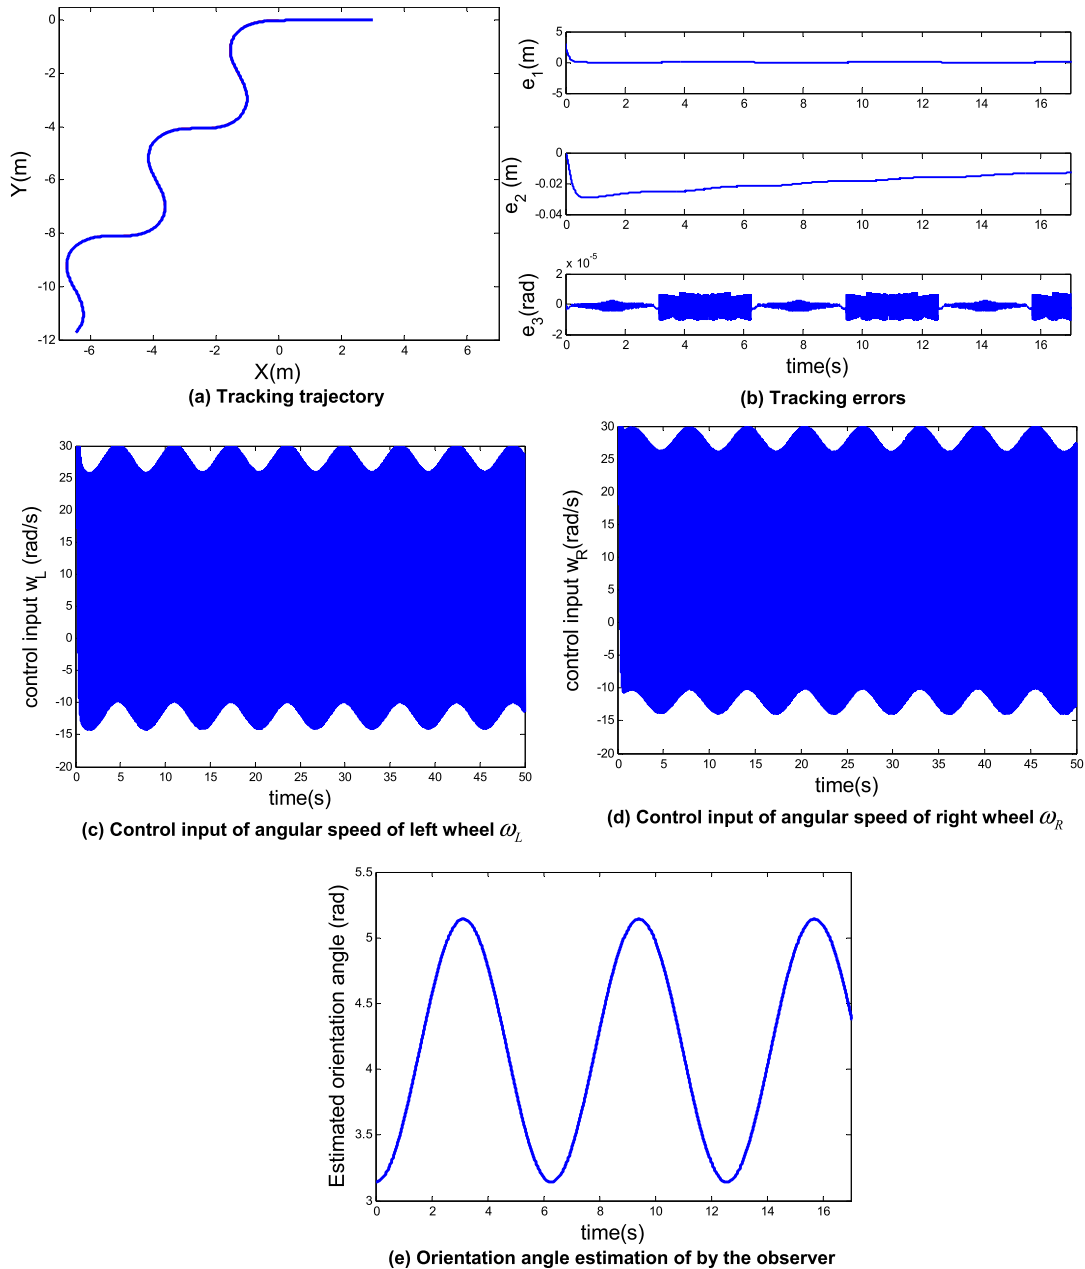 0
-2
-4
-6
-8
-10
-12
Y(m)
-6 -4 -2 0 2 4 6
X(m)
(a) Tracking trajectory
5
0
-5
e1(m)
0 2 4 6 8 10 12 14 16
0
-0.02
-0.04
e2 (m)
0 2 4 6 8 10 12 14 16
x 10-5
2
0
-2
e3(rad)
0 2 4 6 8 10 12 14 16
time(s)
(b) Tracking errors
30
25
20
15
10
5
0
-5
-10
-15
-20
control input wL (rad/s)
0 5 10 15 20 25 30 35 40 45 50
time(s)
(c) Control input of angular speed of left wheel ωL
30
25
20
15
10
5
0
-5
-10
-15
-20
control input wR(rad/s)
0 5 10 15 20 25 30 35 40 45 50
time(s)
(d) Control input of angular speed of right wheel ωR
5.5
5
4.5
4
3.5
3
Estimated orientation angle (rad)
0 2 4 6 8 10 12 14 16
time(s)
(e) Orientation angle estimation of by the observer